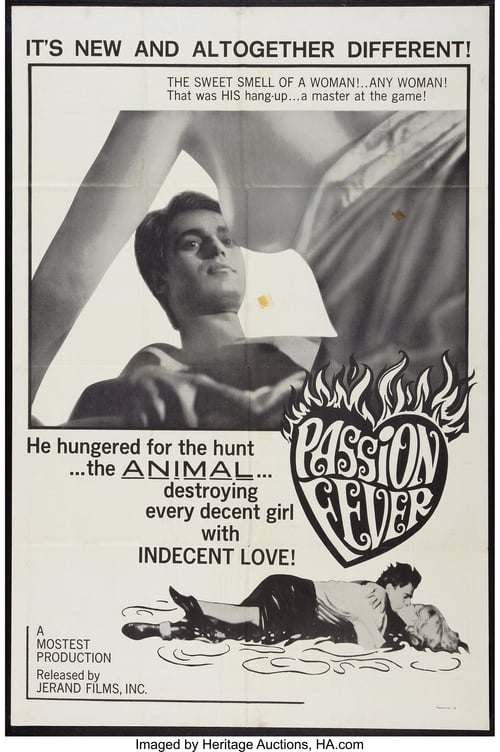 IT'S NEW AND ALTOGETHER DIFFERENT!
THE SWEET SMELL OF A WOMAN!..ANY WOMAN!
That was HIS hang-up...a master at the game!
He hungered for the hunt
...the ANIMAL...
destroying
every decent girl
with
INDECENT LOVE!
PASSION
FEVER
A
MOSTEST
PRODUCTION
Released by
JERAND FILMS, INC.
Imaged by Heritage Auctions, HA.com